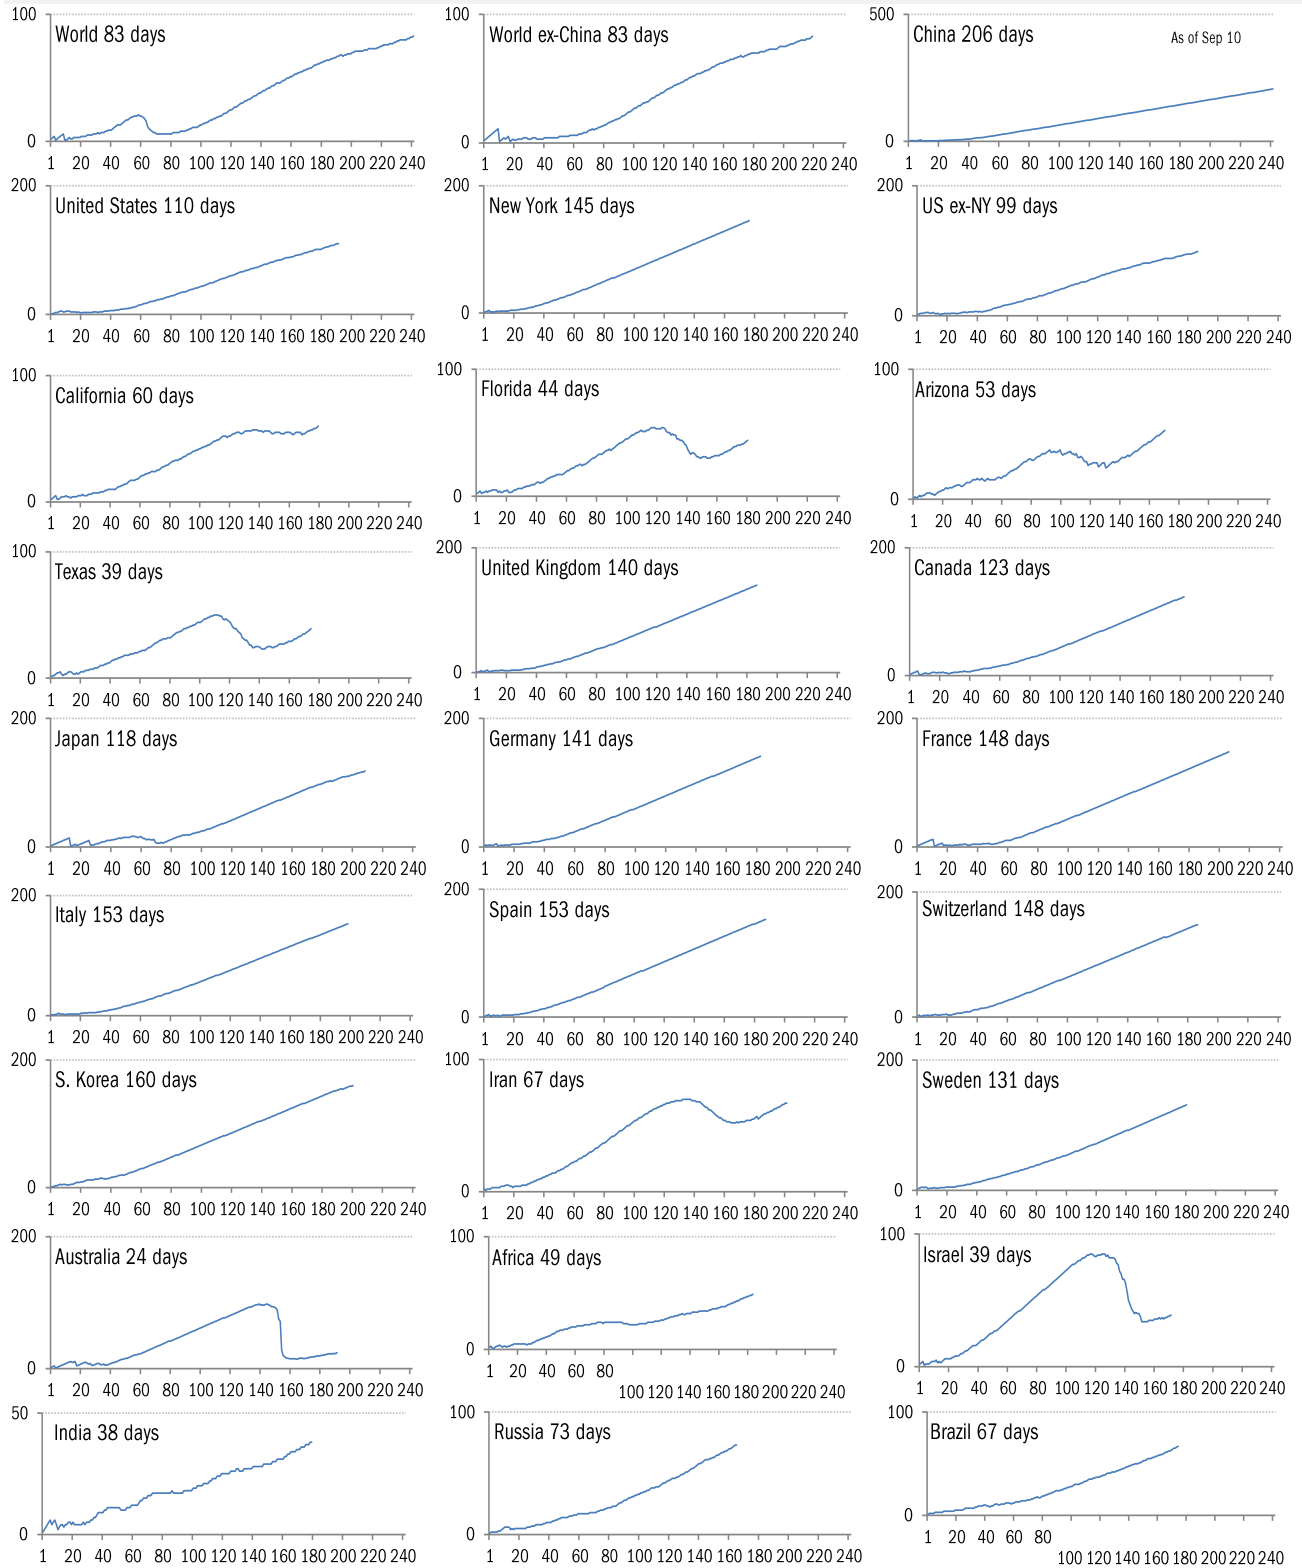 100
World 83 days
0
1 20 40 60 80 100 120 140 160 180 200 220 240
100
World ex-China 83 days
0
1 20 40 60 80 100 120 140 160 180 200 220 240
500
China 206 days
As of Sep 10
0
1 20 40 60 80 100 120 140 160 180 200 220 240
200
United States 110 days
0
1 20 40 60 80 100 120 140 160 180 200 220 240
200
New York 145 days
0
1 20 40 60 80 100 120 140 160 180 200 220 240
200
US ex-NY 99 days
0
1 20 40 60 80 100 120 140 160 180 200 220 240
100
California 60 days
0
1 20 40 60 80 100 120 140 160 180 200 220 240
100
Florida 44 days
0
1 20 40 60 80 100 120 140 160 180 200 220 240
100
Arizona 53 days
0
1 20 40 60 80 100 120 140 160 180 200 220 240
100
Texas 39 days
0
1 20 40 60 80 100 120 140 160 180 200 220 240
200
United Kingdom 140 days
0
1 20 40 60 80 100 120 140 160 180 200 220 240
200
Canada 123 days
0
1 20 40 60 80 100 120 140 160 180 200 220 240
200
Japan 118 days
0
1 20 40 60 80 100 120 140 160 180 200 220 240
200
Germany 141 days
0
1 20 40 60 80 100 120 140 160 180 200 220 240
200
France 148 days
0
1 20 40 60 80 100 120 140 160 180 200 220 240
200
Italy 153 days
0
1 20 40 60 80 100 120 140 160 180 200 220 240
200
Spain 153 days
0
1 20 40 60 80 100 120 140 160 180 200 220 240
200
Switzerland 148 days
0
1 20 40 60 80 100 120 140 160 180 200 220 240
200
S. Korea 160 days
0
1 20 40 60 80 100 120 140 160 180 200 220 240
100
Iran 67 days
0
1 20 40 60 80 100 120 140 160 180 200 220 240
200
Sweden 131 days
0
1 20 40 60 80 100 120 140 160 180 200 220 240
200
Australia 24 days
0
1 20 40 60 80 100 120 140 160 180 200 220 240
100
Africa 49 days
0
1 20 40 60 80
100 120 140 160 180 200 220 240
100
Israel 39 days
0
1 20 40 60 80 100 120 140 160 180 200 220 240
50
India 38 days
0
1 20 40 60 80 100 120 140 160 180 200 220 240
100
Russia 73 days
0
1 20 40 60 80 100 120 140 160 180 200 220 240
100
Brazil 67 days
0
1 20 40 60 80
100 120 140 160 180 200 220 240